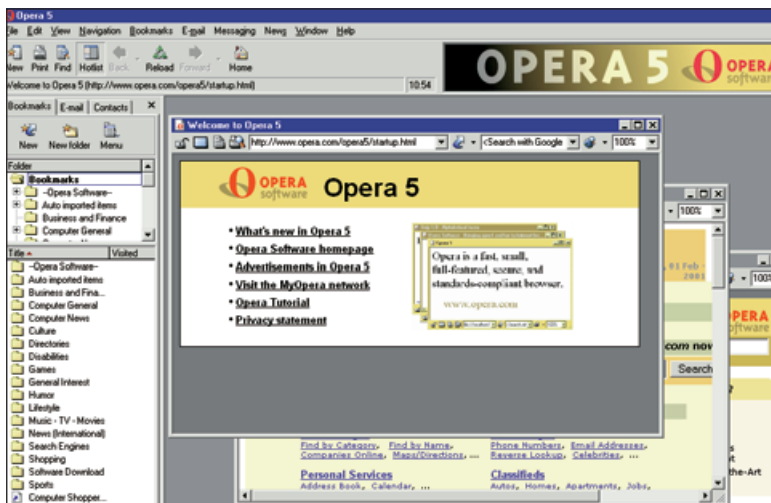 Opera 5
File Edit View Navigation Bookmarks E-mail Messaging News Window Help
New Print Find Hotlist Back Reload Forward Home
OPERA 5 OPERA software
Welcome to Opera 5 (http://www.opera.com/opera5/startup.html) 10:54
Bookmarks E-mail Contacts
New New folder Menu
Folder
Bookmarks
-Opera Software-
Auto imported items
Business and Finance
Computer General
Title Visited
-Opera Software-
Auto imported items
Business and Fina...
Computer General
Computer News
Culture
Directories
Disabilities
Games
General Interest
Humor
Lifestyle
Music - TV - Movies
News (International)
Search Engines
Shopping
Software Download
Sports
Computer Shopper...
Welcome to Opera 5
http://www.opera.com/opera5/startup.html <Search with Google 100%
OPERA software Opera 5
What's new in Opera 5
Opera Software homepage
Advertisements in Opera 5
Visit the MyOpera network
Opera Tutorial
Privacy statement
Opera is a fast, small,
full-featured, secure, and
standards-compliant browser.
www.opera.com
100%
, 01 Feb -
2001
com now
Search
100%
OPERA
software
Find by Category, Find by Name,
Companies Online, Maps/Directions, ...
Personal Services
Address Book, Calendar, ...
Phone Numbers, Email Addresses,
Reverse Lookup, Celebrities, ...
Classifieds
Autos, Homes, Apartments, Jobs,
-the-Art